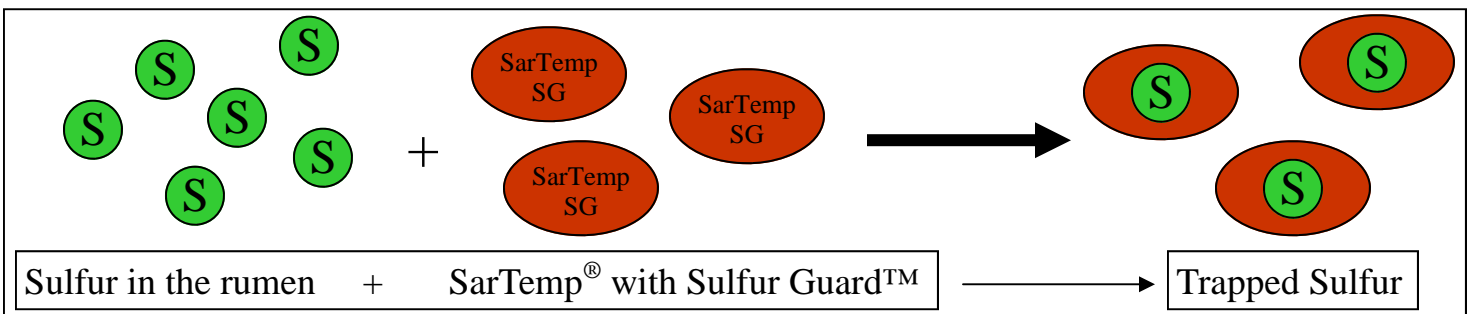 S
S
S
S
S
S
S
+
SarTemp
SG
SarTemp
SG
SarTemp
SG
S
S
S
Sulfur in the rumen + SarTemp® with Sulfur Guard™
Trapped Sulfur